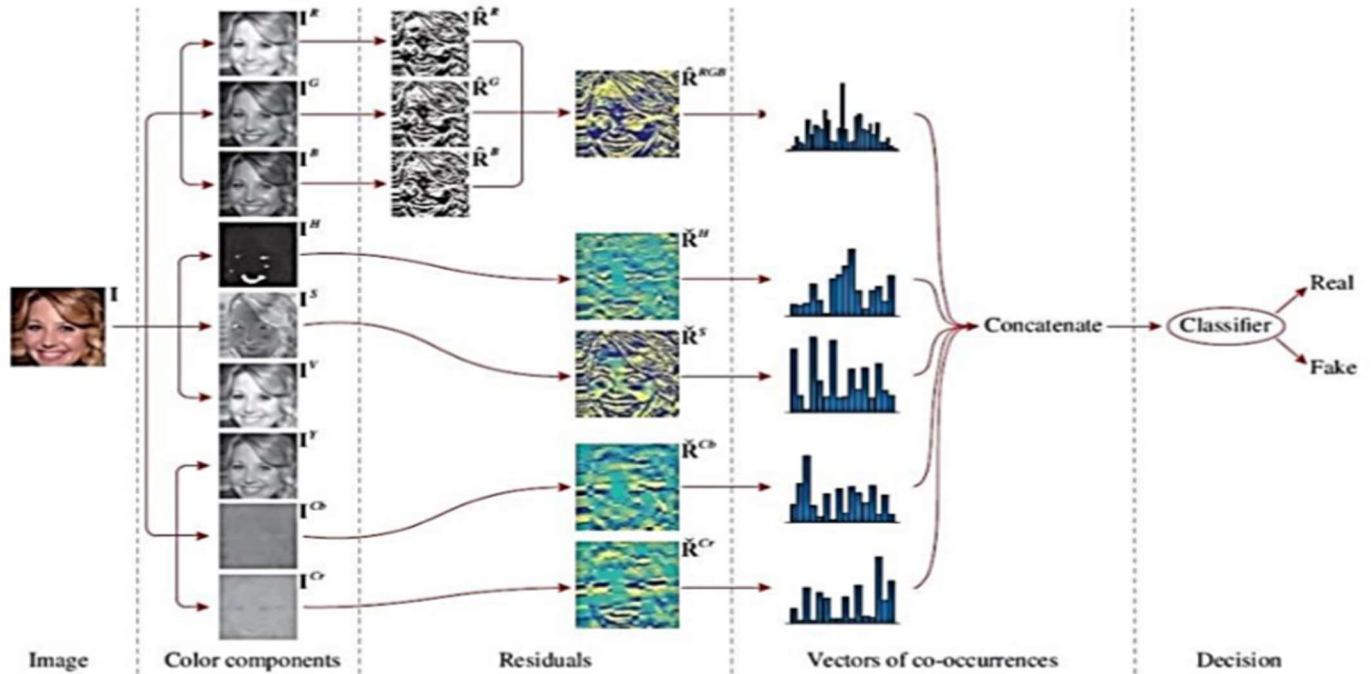 I
I^R
I^G
I^B
I^H
I^S
I^V
I^Y
I^Cb
I^Cr
R̂^R
R̂^G
R̂^B
R̂^RGB
Ř^H
Ř^S
Ř^Cb
Ř^Cr
Concatenate
Classifier
Real
Fake
Image
Color components
Residuals
Vectors of co-occurrences
Decision